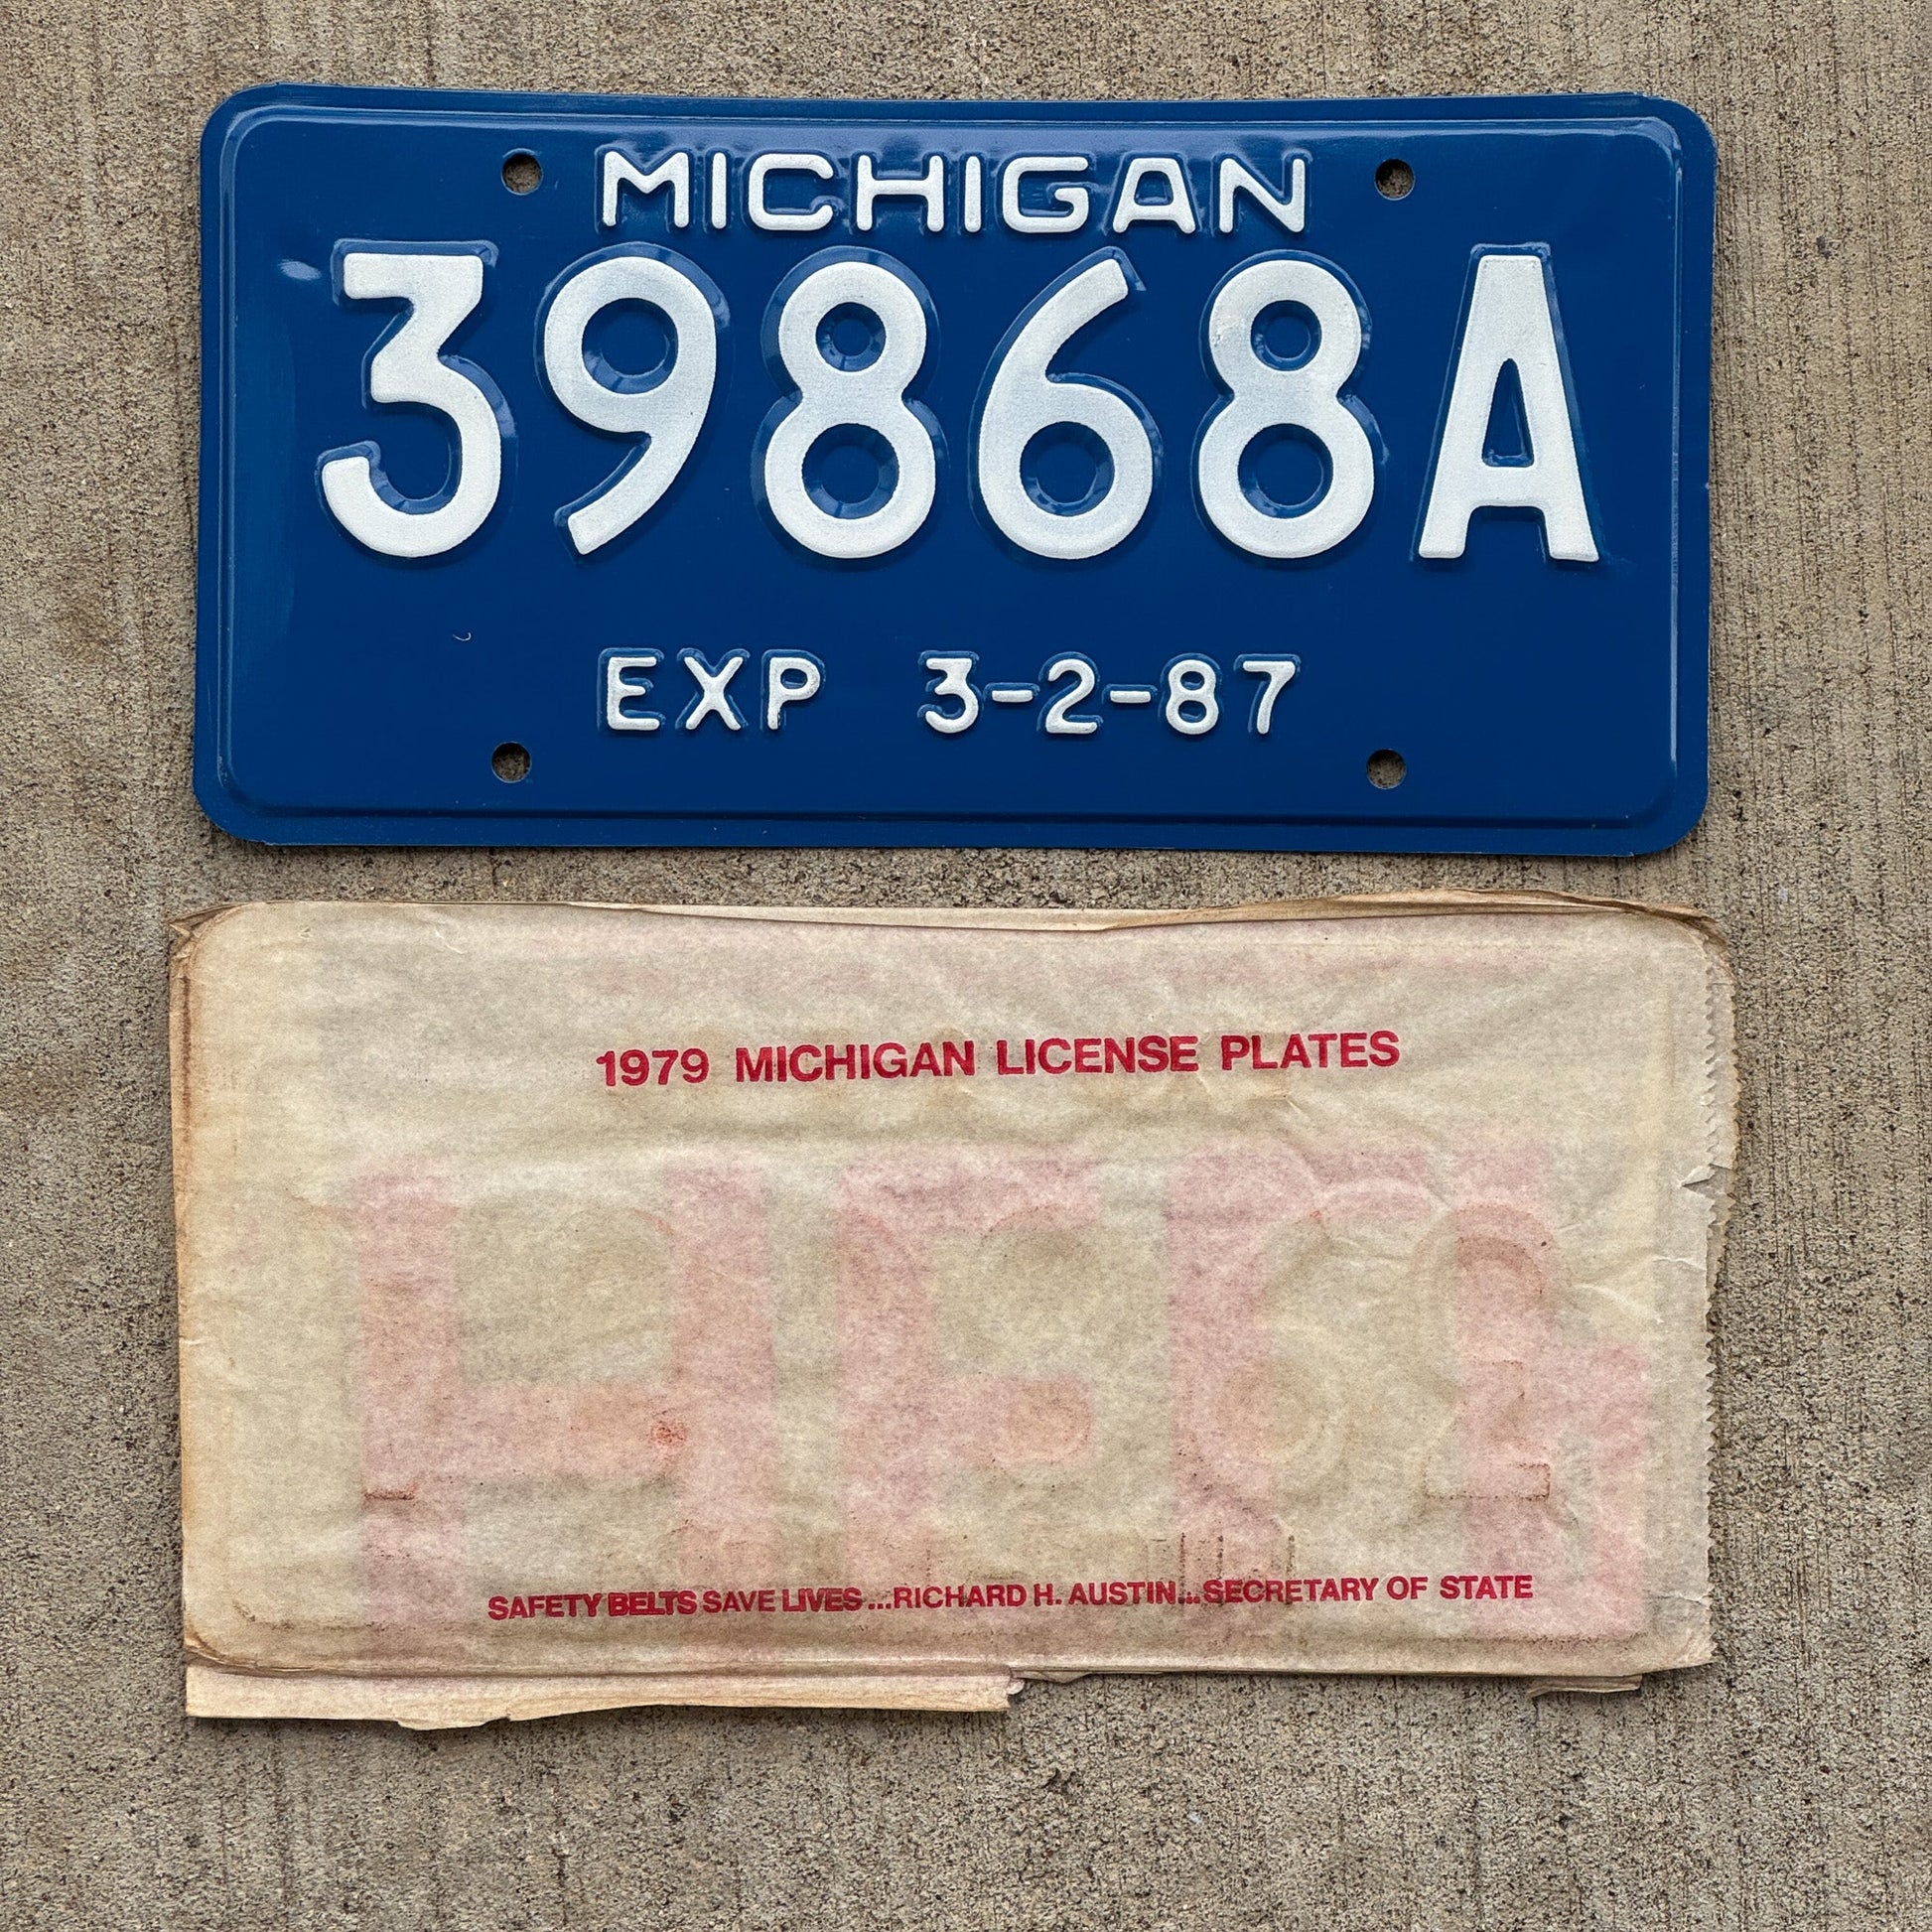 MICHIGAN
39868A
EXP 3-2-87
1979 MICHIGAN LICENSE PLATES
SAFETY BELTS SAVE LIVES...RICHARD H. AUSTIN...SECRETARY OF STATE